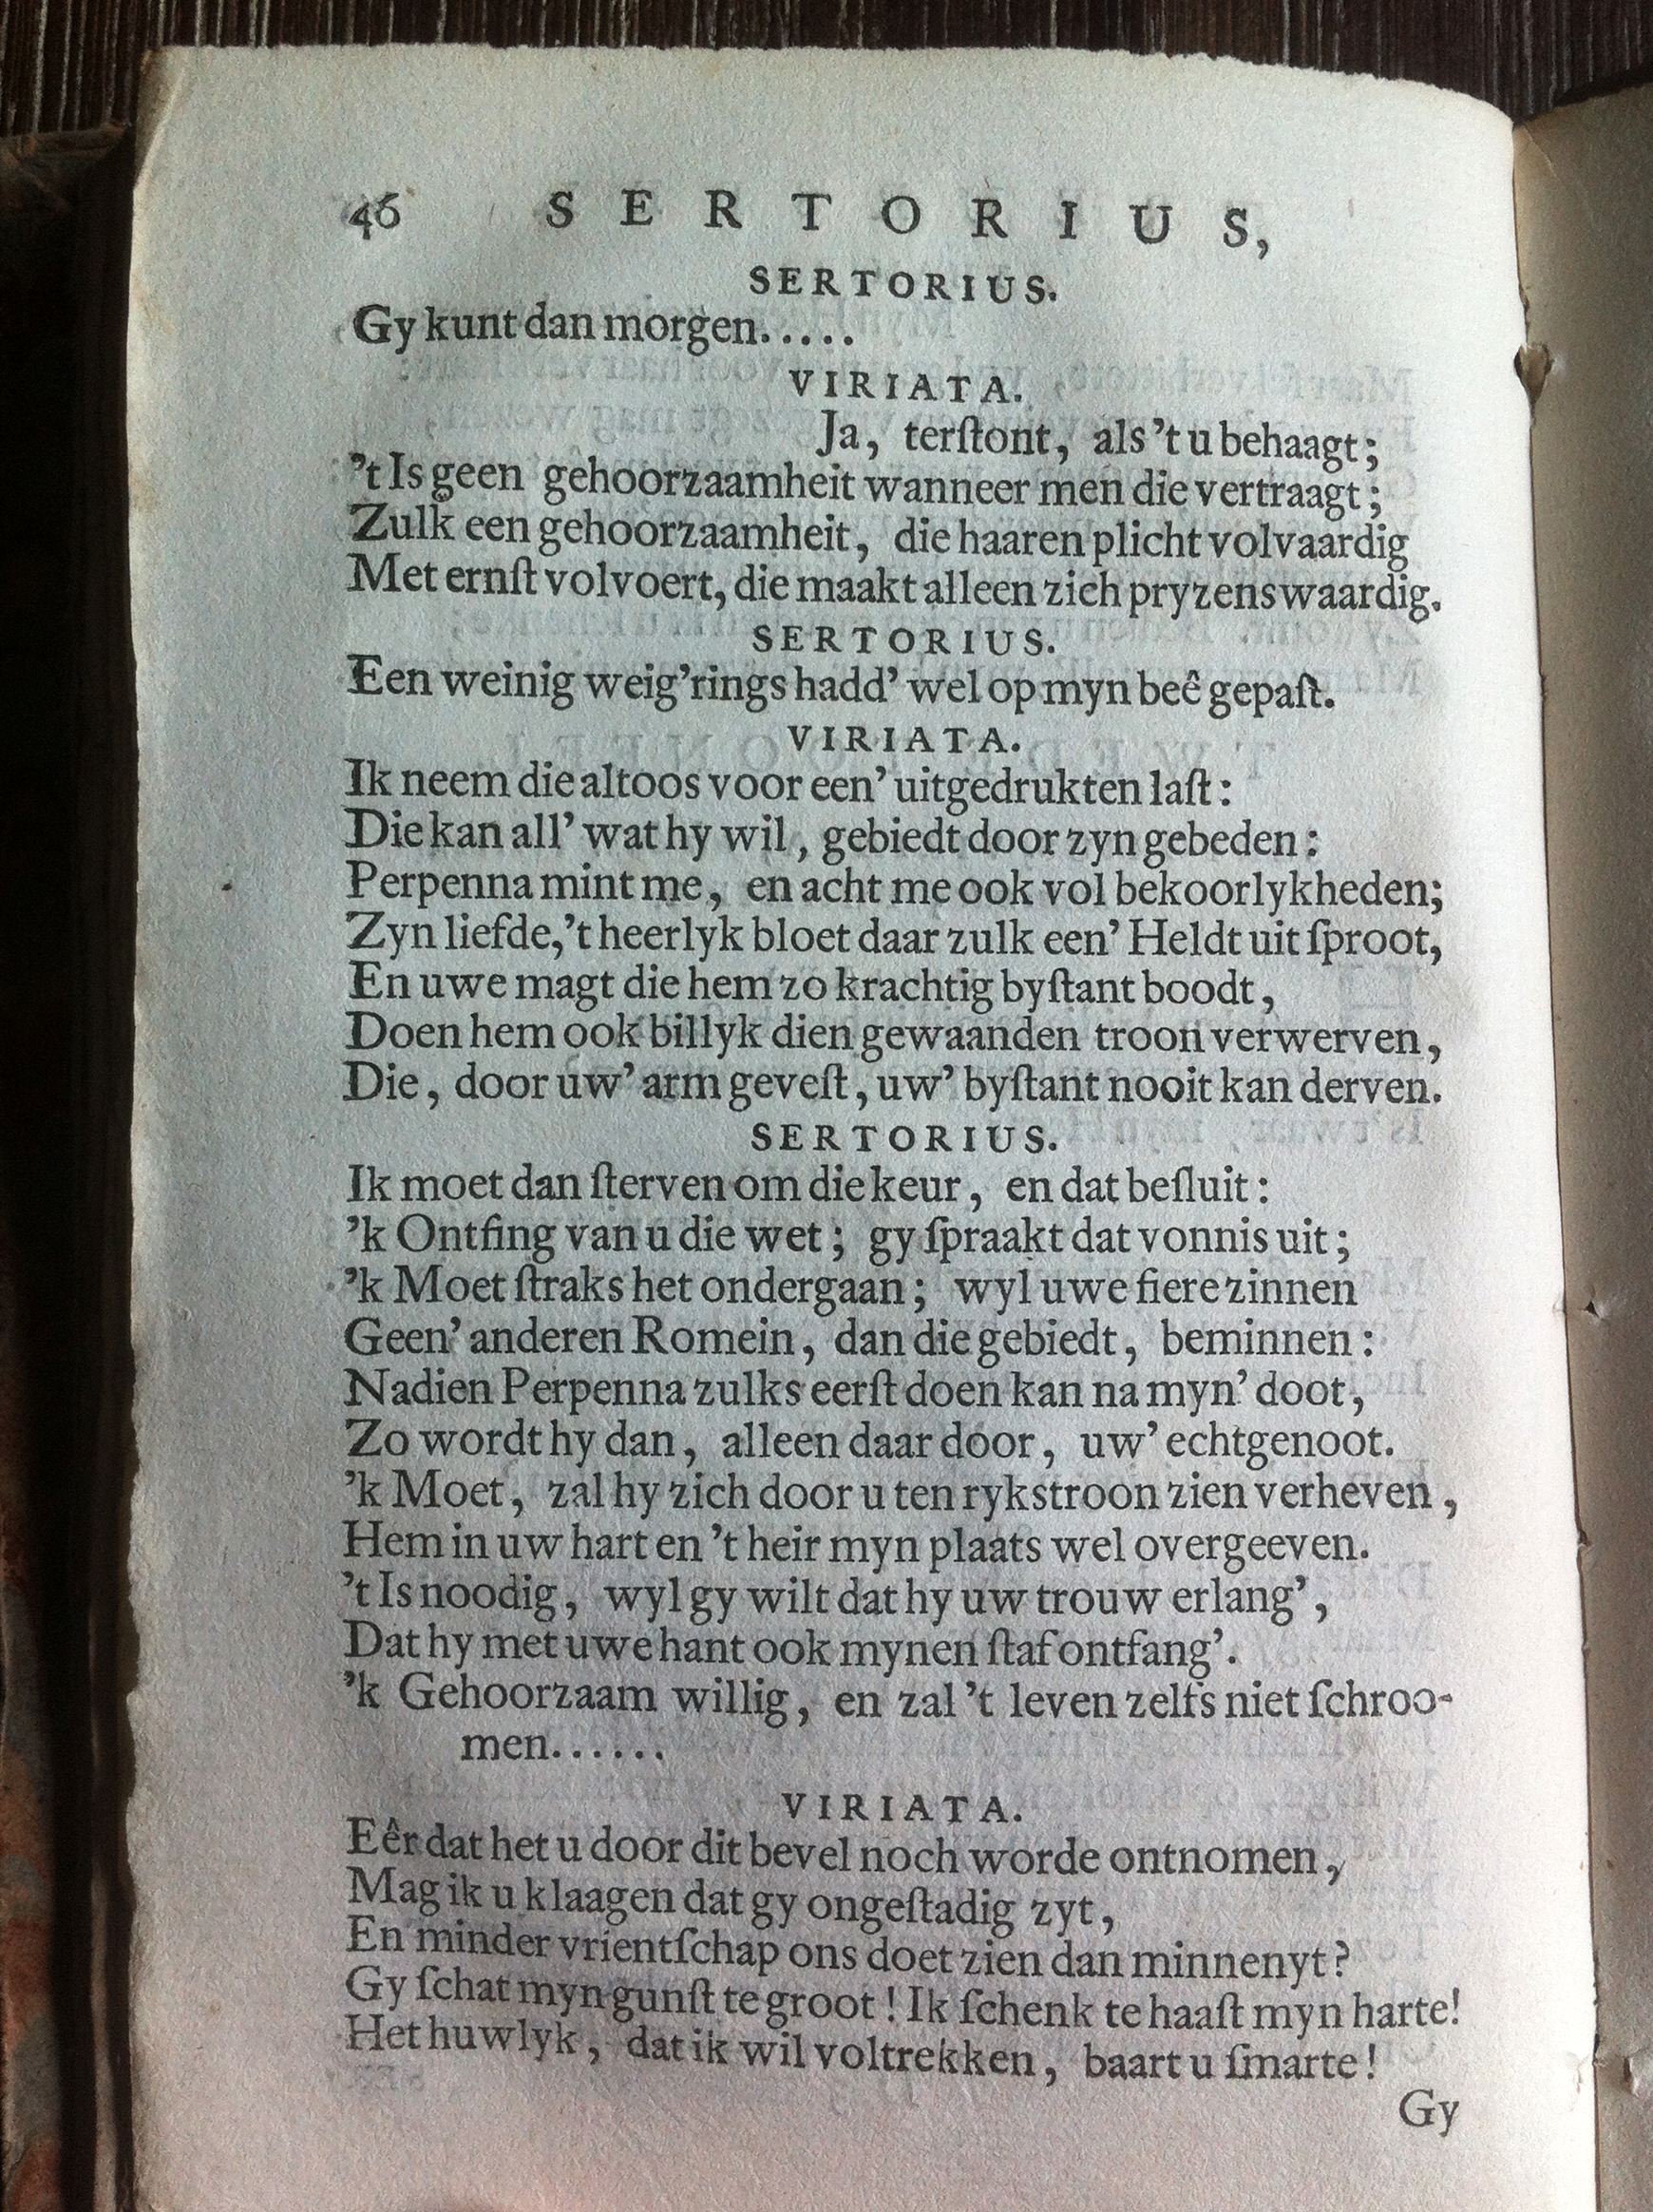 46 SERTORIUS,
SERTORIUS.
Gy kunt dan morgen.....
VIRIATA.
Ja, terſtont, als 't u behaagt;
't Is geen gehoorzaamheit wanneer men die vertraagt;
Zulk een gehoorzaamheit, die haaren plicht volvaardig
Met ernſt volvoert, die maakt alleen zich pryzenswaardig.
SERTORIUS.
Een weinig weig'rings hadd' wel op myn beê gepaſt.
VIRIATA.
Ik neem die altoos voor een' uitgedrukten laſt:
Die kan all' wat hy wil, gebiedt door zyn gebeden:
Perpenna mint me, en acht me ook vol bekoorlykheden;
Zyn liefde, 't heerlyk bloet daar zulk een' Heldt uit ſproot,
En uwe magt die hem zo krachtig byſtant boodt,
Doen hem ook billyk dien gewaanden troon verwerven,
Die, door uw' arm geveſt, uw' byſtant nooit kan derven.
SERTORIUS.
Ik moet dan ſterven om die keur, en dat beſluit:
'k Ontfing van u die wet; gy ſpraakt dat vonnis uit;
'k Moet ſtraks het ondergaan; wyl uwe fiere zinnen
Geen' anderen Romein, dan die gebiedt, beminnen:
Nadien Perpenna zulks eerſt doen kan na myn' doot,
Zo wordt hy dan, alleen daar door, uw' echtgenoot.
'k Moet, zal hy zich door u ten rykstroon zien verheven,
Hem in uw hart en 't heir myn plaats wel overgeeven.
't Is noodig, wyl gy wilt dat hy uw trouw erlang',
Dat hy met uwe hant ook mynen ſtaf ontfang'.
'k Gehoorzaam willig, en zal 't leven zelfs niet ſchroo-
men......
VIRIATA.
Eêr dat het u door dit bevel noch worde ontnomen,
Mag ik u klaagen dat gy ongeſtadig zyt,
En minder vrientſchap ons doet zien dan minnenyt?
Gy ſchat myn gunſt te groot! Ik ſchenk te haaſt myn harte!
Het huwlyk, dat ik wil voltrekken, baart u ſmarte!
Gy